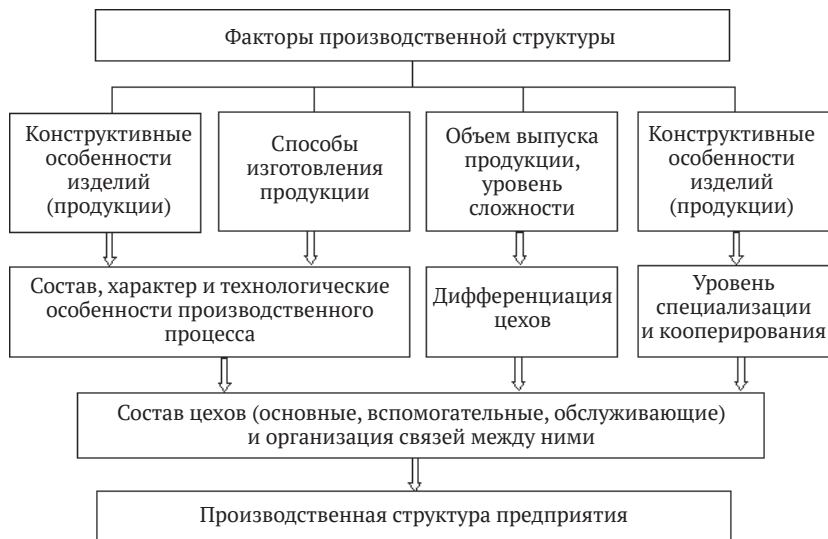 Факторы производственной структуры
Конструктивные
особенности
изделий
(продукции)
Способы
изготовления
продукции
Объем выпуска
продукции,
уровень
сложности
Конструктивные
особенности
изделий
(продукции)
Состав, характер и технологические
особенности производственного
процесса
Дифференциация
цехов
Уровень
специализации
и кооперирования
Состав цехов (основные, вспомогательные, обслуживающие)
и организация связей между ними
Производственная структура предприятия